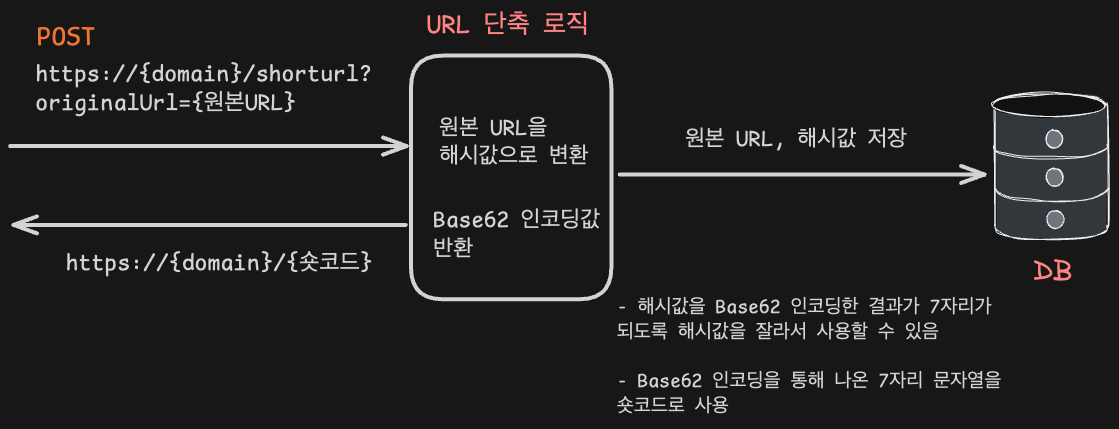 URL 단축 로직
POST
https://{domain}/shorturl?
originalUrl={원본URL}
원본 URL을
해시값으로 변환
원본 URL, 해시값 저장
Base62 인코딩값
반환
https://{domain}/{숏코드}
DB
- 해시값을 Base62 인코딩한 결과가 7자리가
되도록 해시값을 잘라서 사용할 수 있음
- Base62 인코딩을 통해 나온 7자리 문자열을
숏코드로 사용